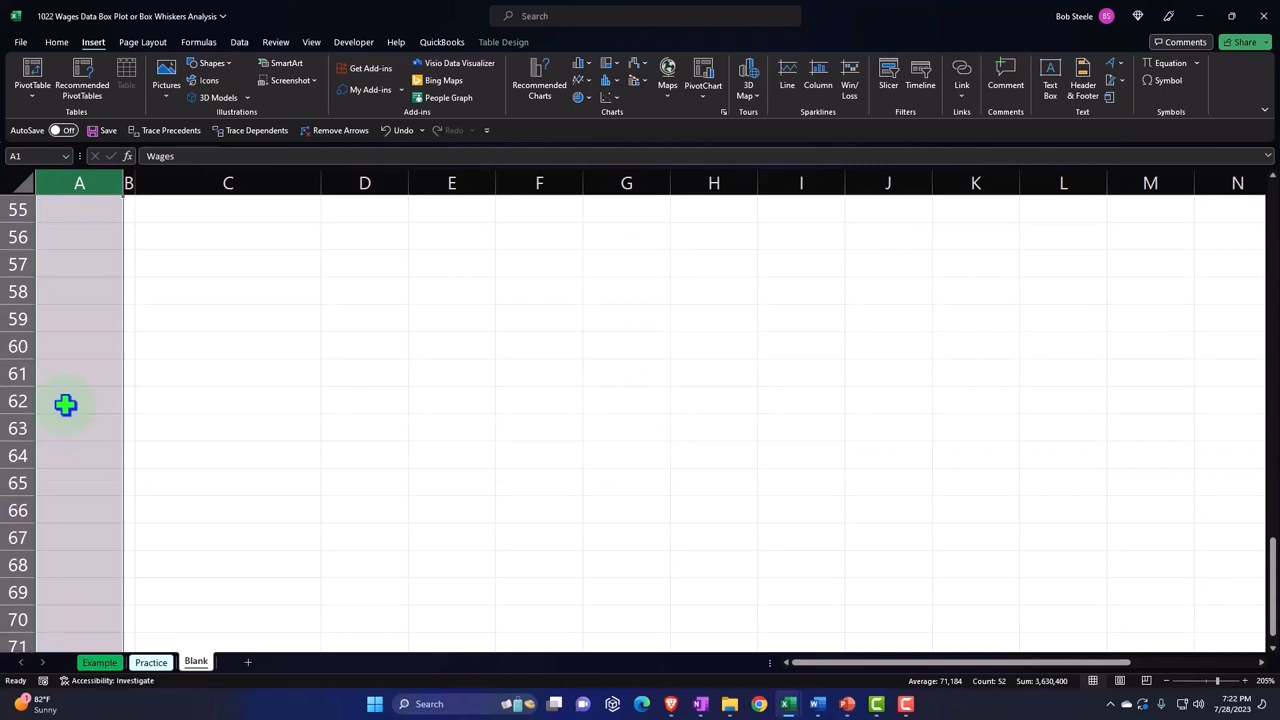 1022 Wages Data Box Plot or Box Whiskers Analysis
Search
Bob Steele BS
File Home Insert Page Layout Formulas Data Review View Developer Help QuickBooks Table Design
Comments Share
PivotTable Recommended PivotTables Table
Tables
Pictures Shapes Icons 3D Models SmartArt Screenshot
Illustrations
Get Add-ins My Add-ins Visio Data Visualizer Bing Maps People Graph
Add-ins
Recommended Charts Maps PivotChart
Charts
3D Map
Tours
Line Column Win/Loss
Sparklines
Slicer Timeline
Filters
Link
Links
Comment
Comments
Text Box Header & Footer
Text
Equation Symbol
Symbols
AutoSave Off Save Trace Precedents Trace Dependents Remove Arrows Undo Redo
A1 fx Wages
A B C D E F G H I J K L M N
55
56
57
58
59
60
61
62
63
64
65
66
67
68
69
70
71
Example Practice Blank
Ready Accessibility: Investigate Average: 71,184 Count: 52 Sum: 3,630,400 205%
82°F
Sunny
Search
7:22 PM
7/28/2023